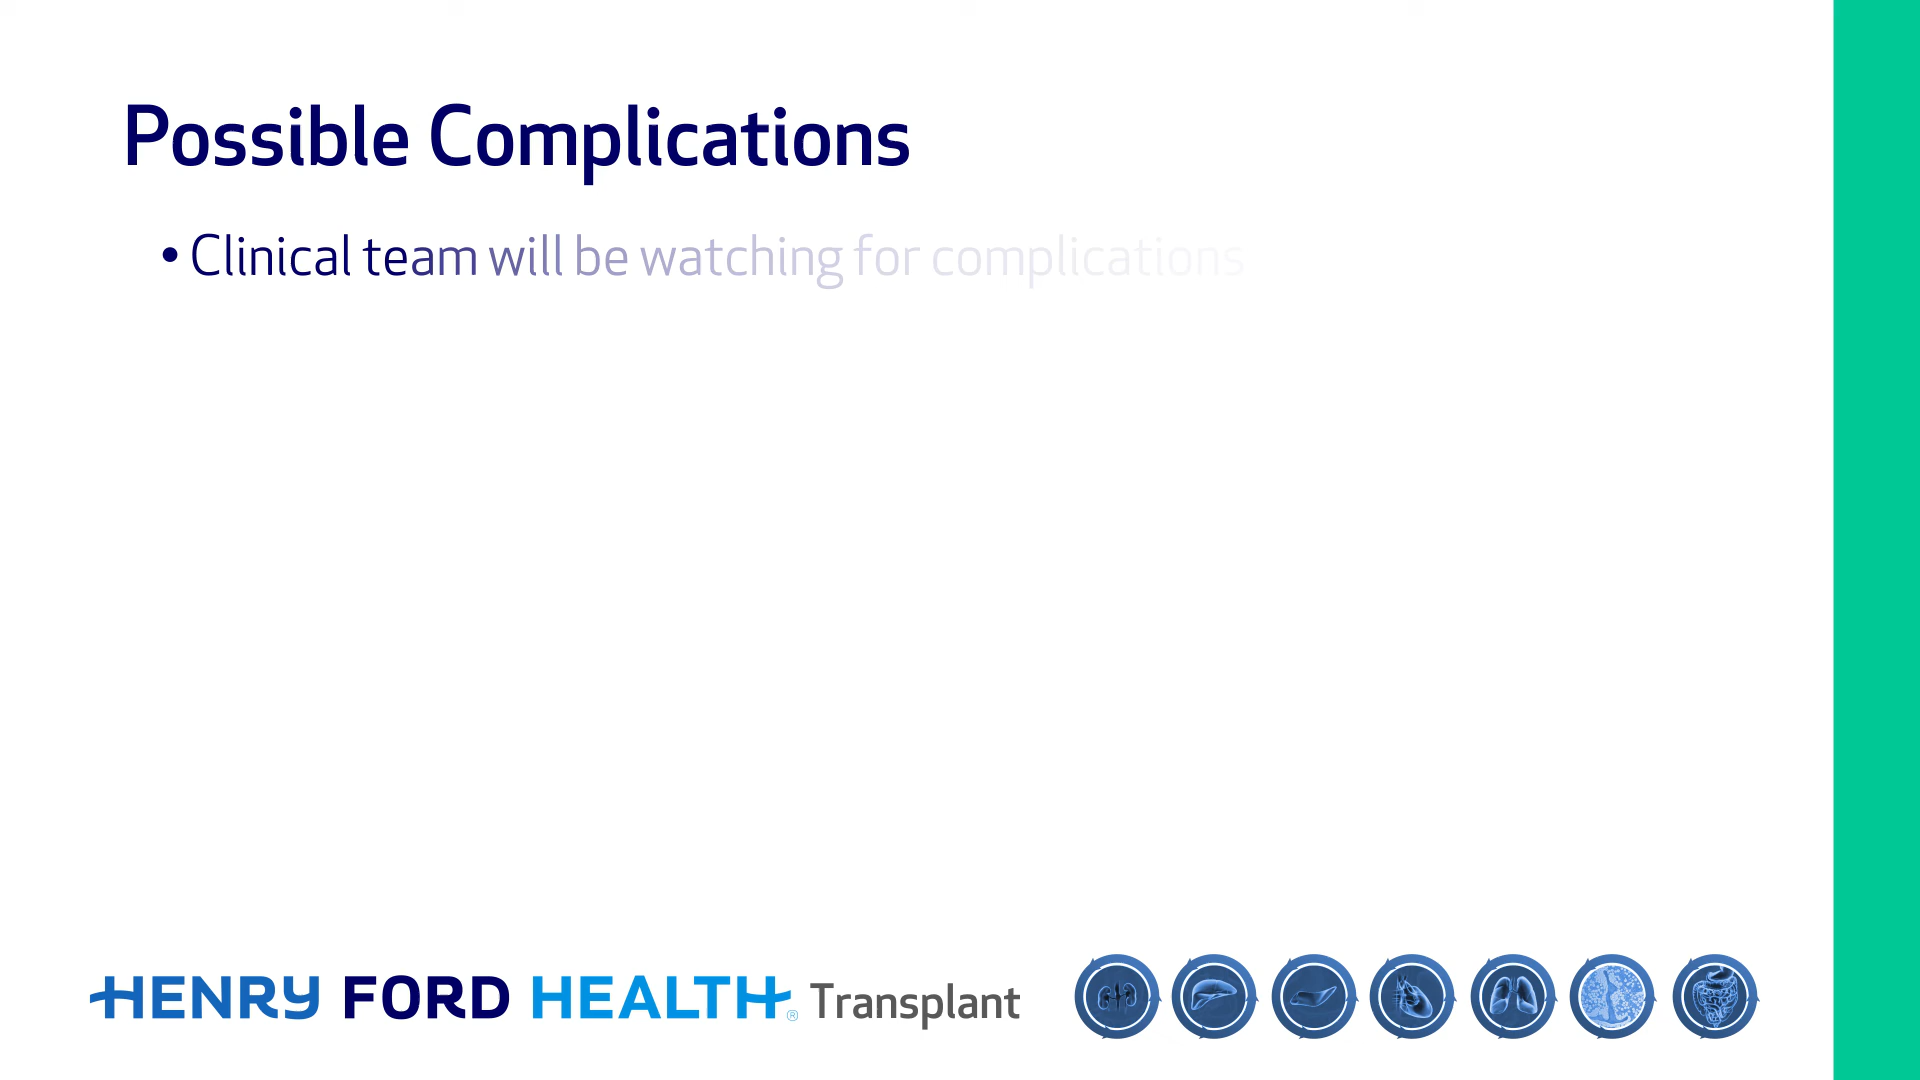 Possible Complications
• Clinical team will be watching for complications
HENRY FORD HEALTH® Transplant